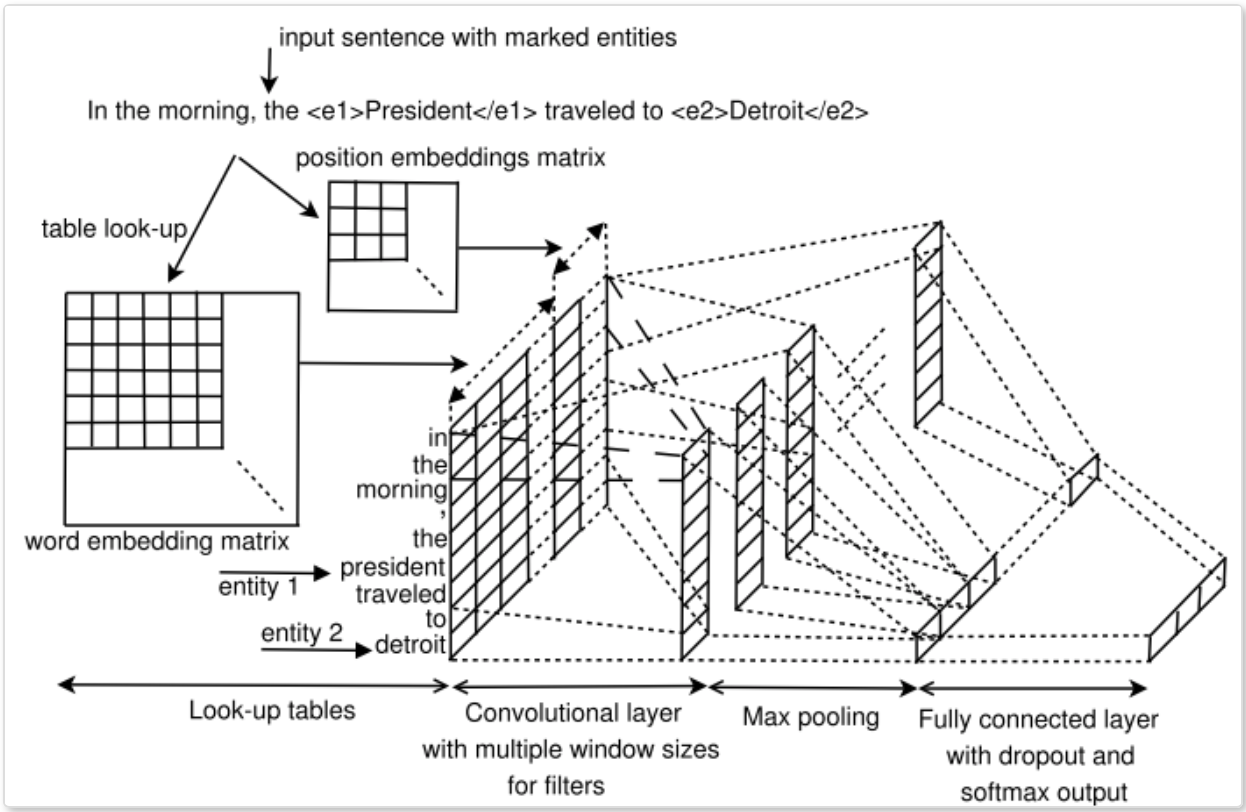 input sentence with marked entities
In the morning, the <e1>President</e1> traveled to <e2>Detroit</e2>
position embeddings matrix
table look-up
word embedding matrix
in
the
morning
,
the
president
traveled
to
detroit
entity 1
entity 2
Look-up tables
Convolutional layer
with multiple window sizes
for filters
Max pooling
Fully connected layer
with dropout and
softmax output